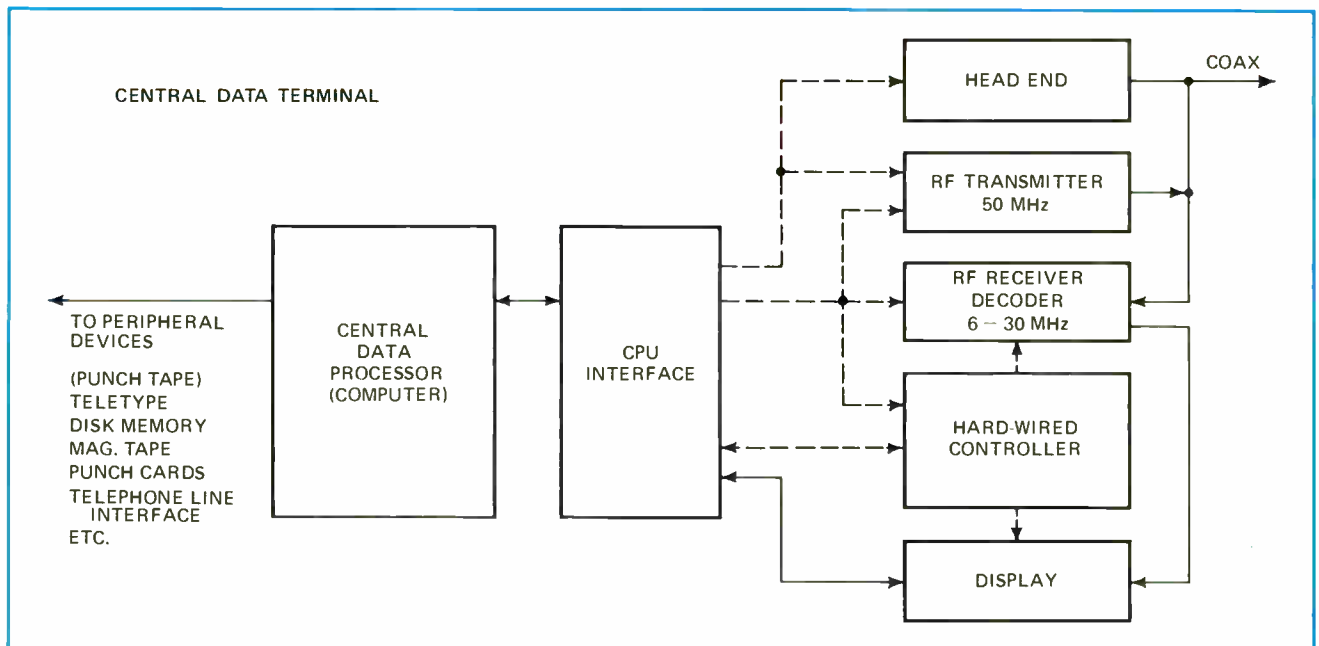 CENTRAL DATA TERMINAL
HEAD END
COAX
RF TRANSMITTER
50 MHz
RF RECEIVER
DECODER
6 – 30 MHz
TO PERIPHERAL
DEVICES
(PUNCH TAPE)
TELETYPE
DISK MEMORY
MAG. TAPE
PUNCH CARDS
TELEPHONE LINE
INTERFACE
ETC.
CENTRAL
DATA
PROCESSOR
(COMPUTER)
CPU
INTERFACE
HARD-WIRED
CONTROLLER
DISPLAY